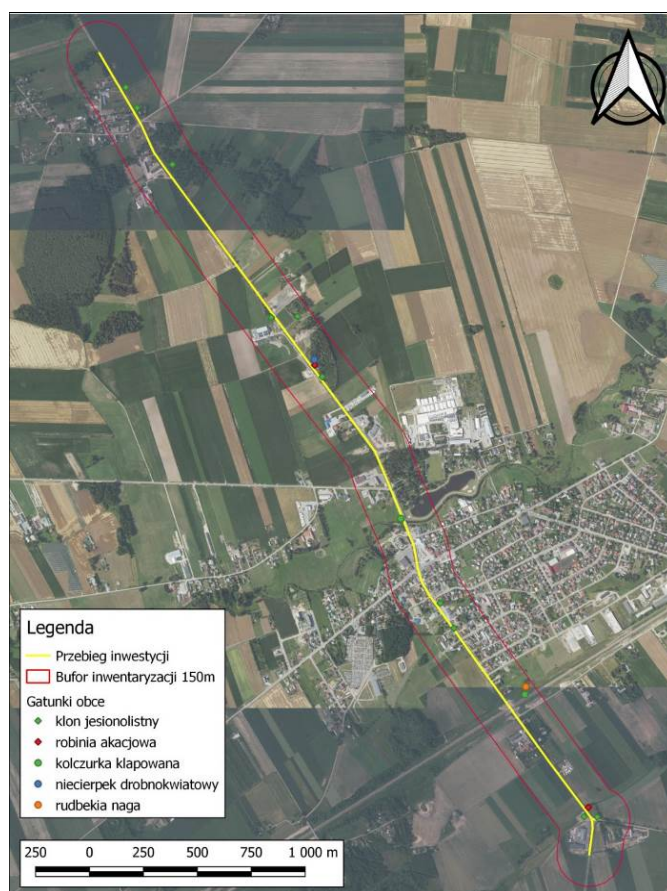 Legenda
Przebieg inwestycji
Bufor inwentaryzacji 150m
Gatunki obce
klon jesionolistny
robinia akacjowa
kolczurka klapowana
niecierpek drobnokwiatowy
rudbekia naga
250 0 250 500 750 1 000 m